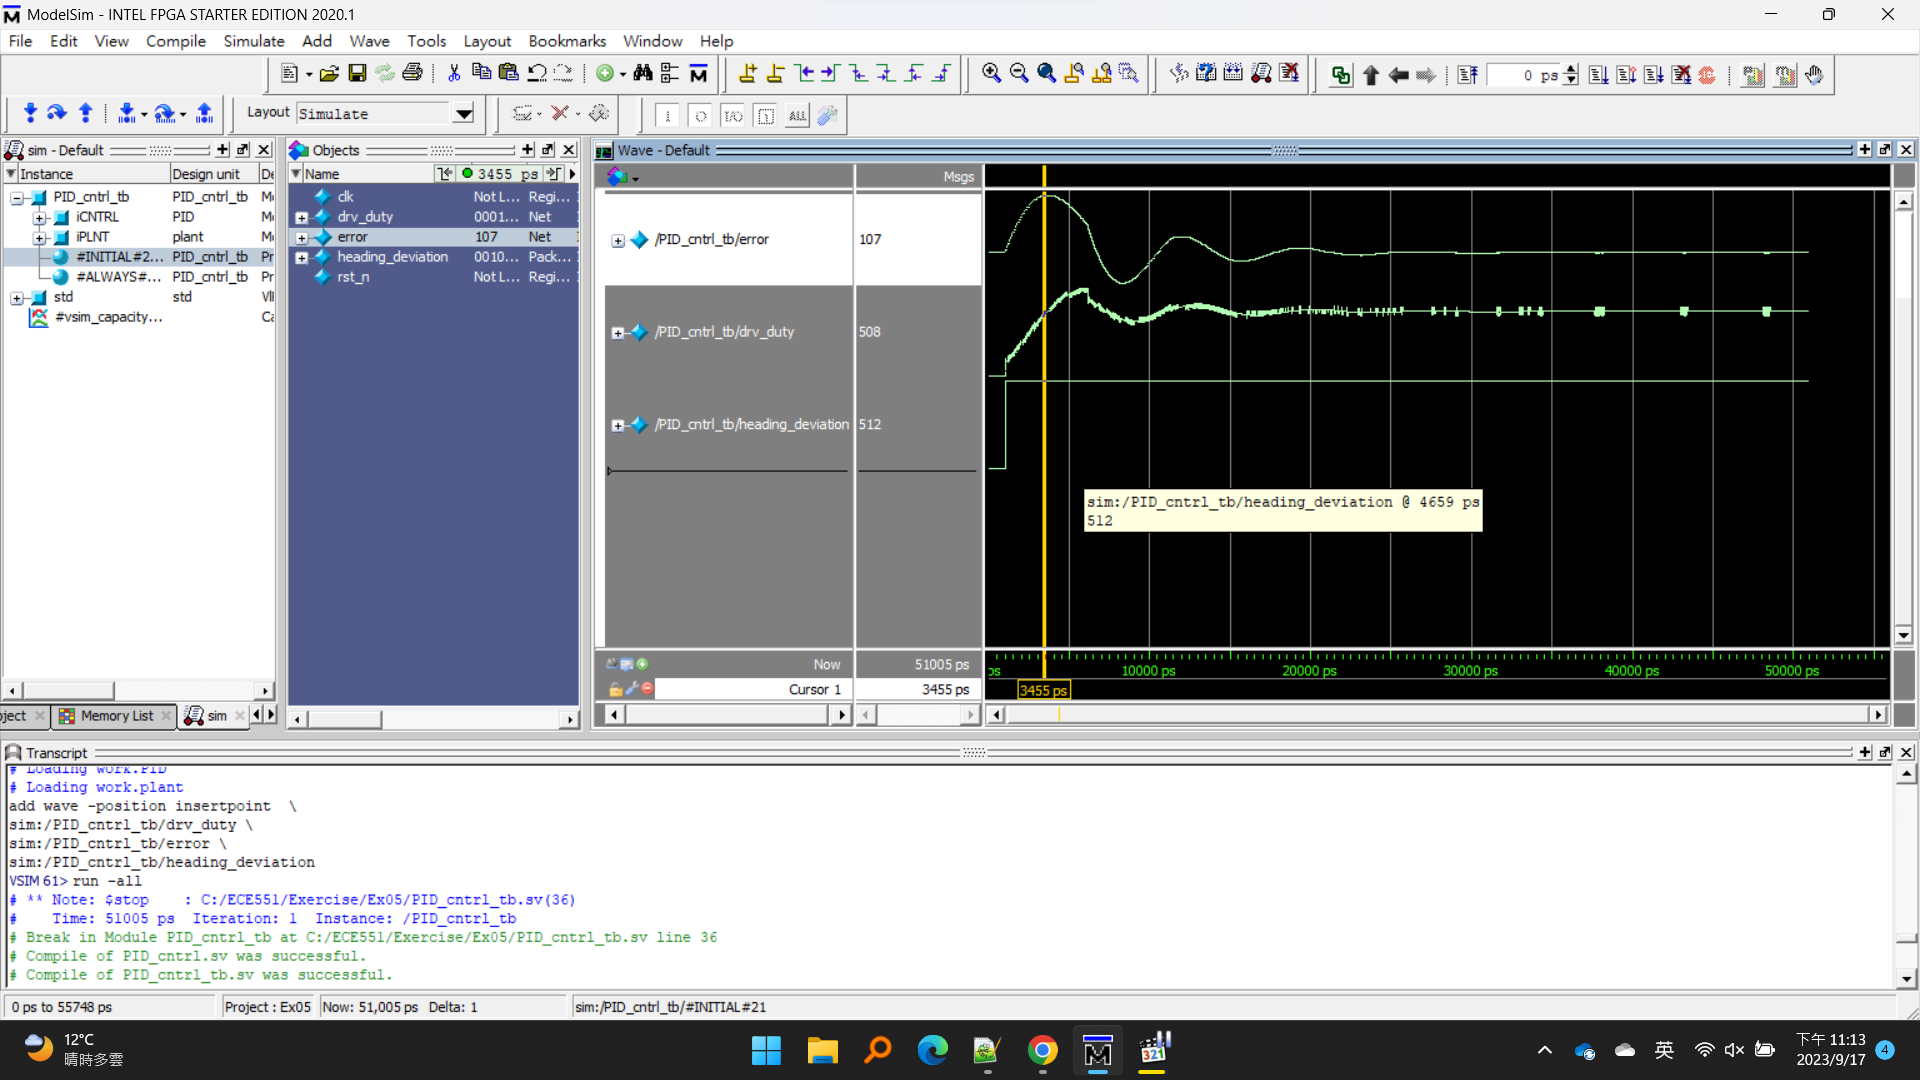 ModelSim - INTEL FPGA STARTER EDITION 2020.1
File Edit View Compile Simulate Add Wave Tools Layout Bookmarks Window Help
0 ps
Layout Simulate
ALL
sim - Default
Instance Design unit
PID_cntrl_tb PID_cntrl_tb
iCNTRL PID
iPLNT plant
#INITIAL#2... PID_cntrl_tb Pr
#ALWAYS#... PID_cntrl_tb Pr
std std
#vsim_capacity...
Memory List sim
Objects
Name 3455 ps
clk Not L... Regi...
drv_duty 0001... Net
error 107 Net
heading_deviation 0010... Pack...
rst_n Not L... Regi...
Wave - Default
Msgs
/PID_cntrl_tb/error 107
/PID_cntrl_tb/drv_duty 508
/PID_cntrl_tb/heading_deviation 512
sim:/PID_cntrl_tb/heading_deviation @ 4659 ps
512
Now 51005 ps
Cursor 1 3455 ps
ps 10000 ps 20000 ps 30000 ps 40000 ps 50000 ps
3455 ps
Transcript
# Loading work.PID
# Loading work.plant
add wave -position insertpoint \
sim:/PID_cntrl_tb/drv_duty \
sim:/PID_cntrl_tb/error \
sim:/PID_cntrl_tb/heading_deviation
VSIM 61> run -all
# ** Note: $stop : C:/ECE551/Exercise/Ex05/PID_cntrl_tb.sv(36)
# Time: 51005 ps Iteration: 1 Instance: /PID_cntrl_tb
# Break in Module PID_cntrl_tb at C:/ECE551/Exercise/Ex05/PID_cntrl_tb.sv line 36
# Compile of PID_cntrl.sv was successful.
# Compile of PID_cntrl_tb.sv was successful.
0 ps to 55748 ps Project : Ex05 Now: 51,005 ps Delta: 1 sim:/PID_cntrl_tb/#INITIAL#21
12°C
晴時多雲
321
英
下午 11:13
2023/9/17
4